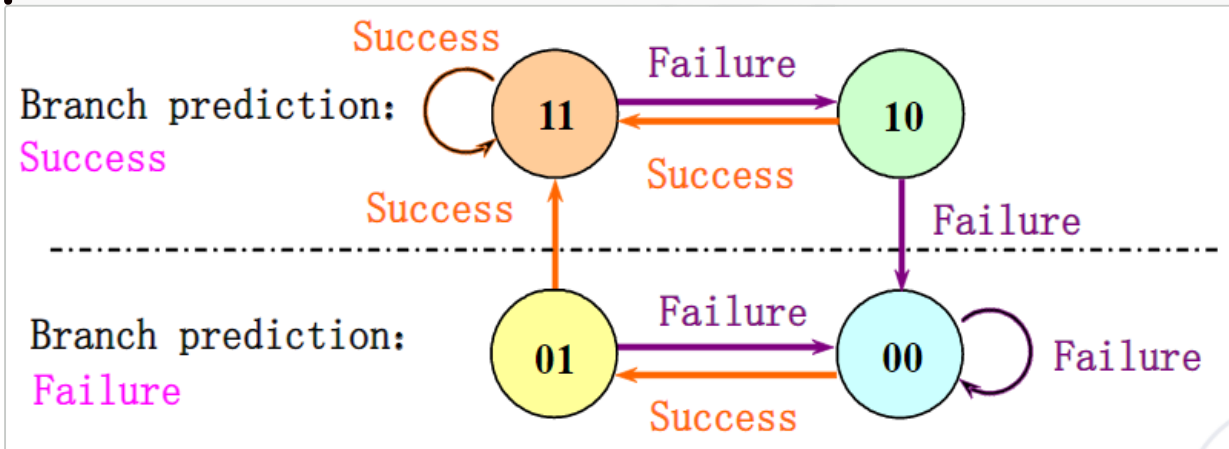 Success
Failure
Branch prediction:
11
10
Success
Success
Success
Failure
Failure
Branch prediction:
01
00
Failure
Failure
Success